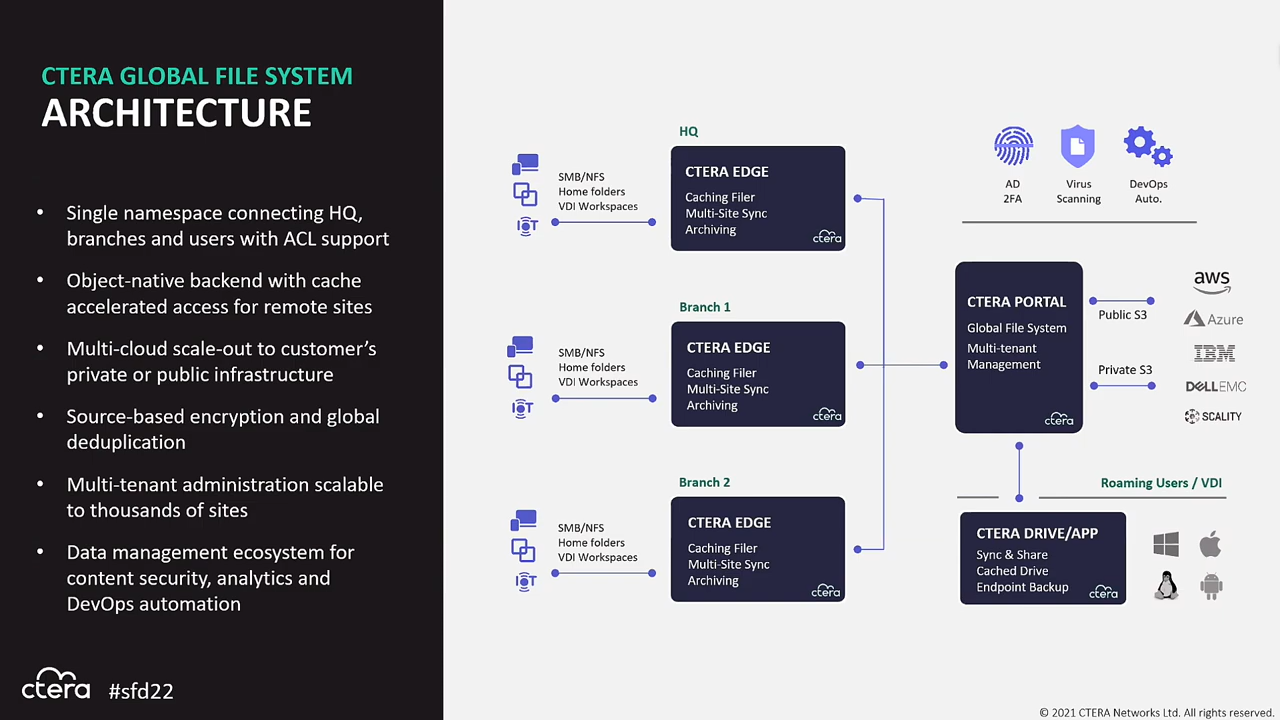 CTERA GLOBAL FILE SYSTEM
ARCHITECTURE
• Single namespace connecting HQ,
branches and users with ACL support
• Object-native backend with cache
accelerated access for remote sites
• Multi-cloud scale-out to customer’s
private or public infrastructure
• Source-based encryption and global
deduplication
• Multi-tenant administration scalable
to thousands of sites
• Data management ecosystem for
content security, analytics and
DevOps automation
ctera #sfd22
HQ
IoT
SMB/NFS
Home folders
VDI Workspaces
CTERA EDGE
Caching Filer
Multi-Site Sync
Archiving
ctera
Branch 1
IoT
SMB/NFS
Home folders
VDI Workspaces
CTERA EDGE
Caching Filer
Multi-Site Sync
Archiving
ctera
Branch 2
IoT
SMB/NFS
Home folders
VDI Workspaces
CTERA EDGE
Caching Filer
Multi-Site Sync
Archiving
ctera
AD
2FA
Virus
Scanning
DevOps
Auto.
CTERA PORTAL
Global File System
Multi-tenant
Management
ctera
Public S3
Private S3
aws
Azure
IBM
DELLEMC
SCALITY
Roaming Users / VDI
CTERA DRIVE/APP
Sync & Share
Cached Drive
Endpoint Backup
ctera
© 2021 CTERA Networks Ltd. All rights reserved.